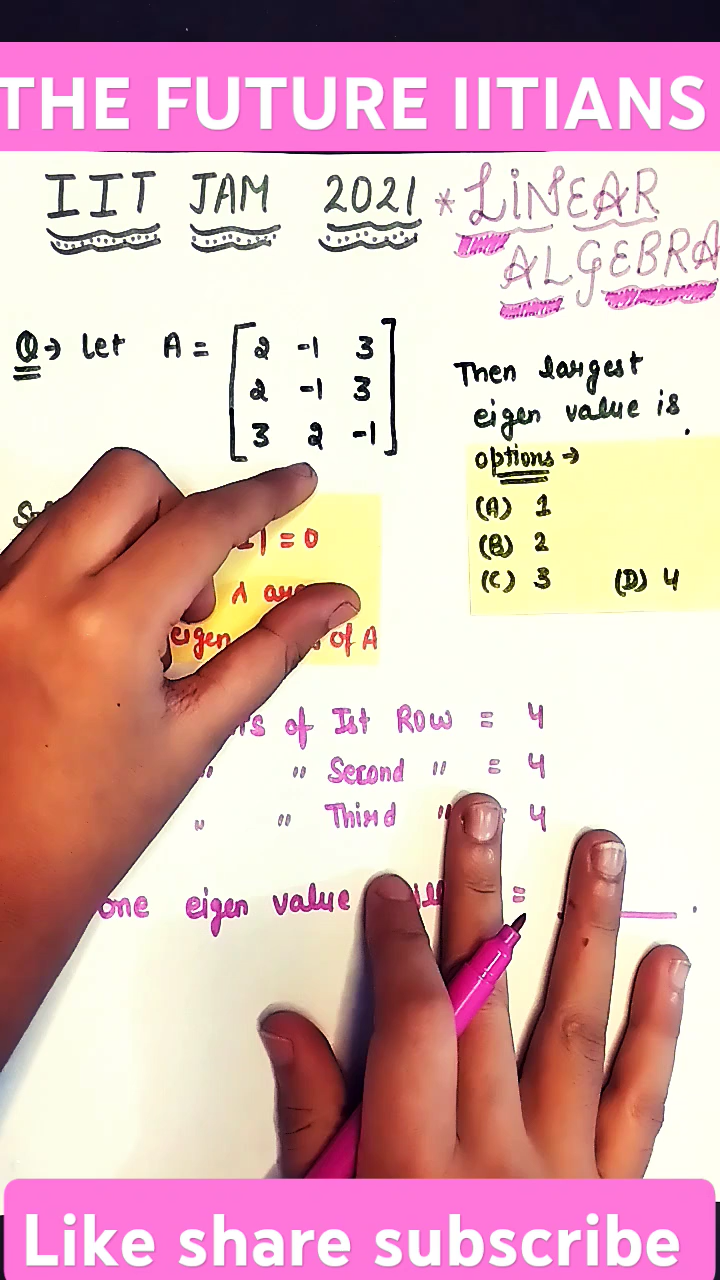 THE FUTURE IITIANS
IIT JAM 2021 * LINEAR
ALGEBRA
Q→ Let A = [2 -1 3
2 -1 3
3 2 -1]
Then largest
eigen value is.
options →
(A) 1
(B) 2
(C) 3 (D) 4
| = 0
λ
eigen of A
of Ist Row = 4
" " Second " = 4
" " Third " = 4
one eigen value = ____.
Like share subscribe